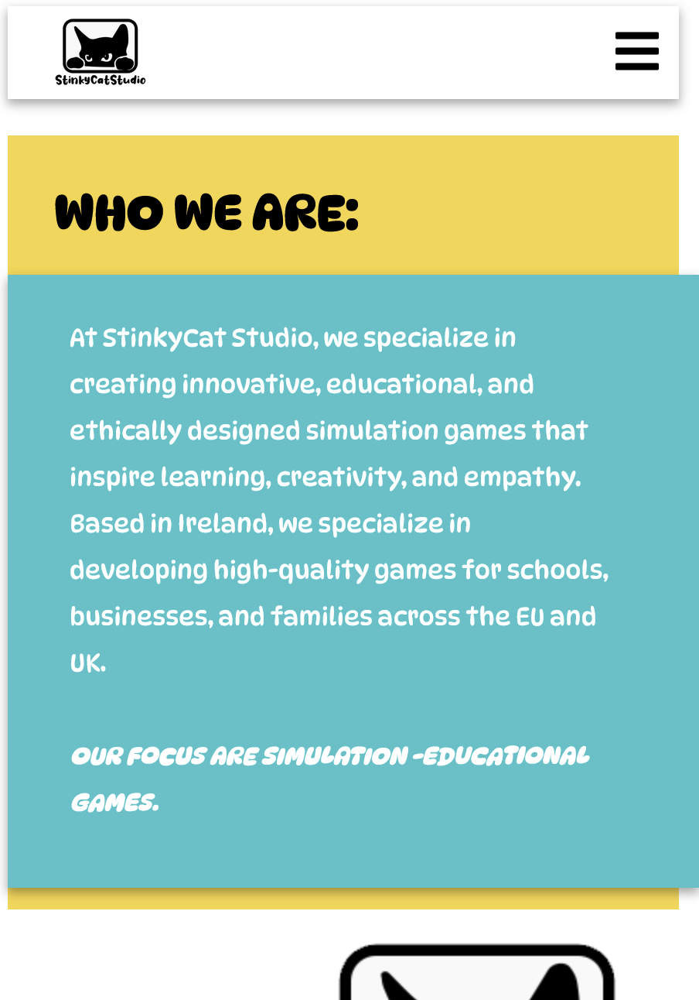 StinkyCatStudio
WHO WE ARE:
At StinkyCat Studio, we specialize in
creating innovative, educational, and
ethically designed simulation games that
inspire learning, creativity, and empathy.
Based in Ireland, we specialize in
developing high-quality games for schools,
businesses, and families across the EU and
UK.
OUR FOCUS ARE SIMULATION -EDUCATIONAL
GAMES.